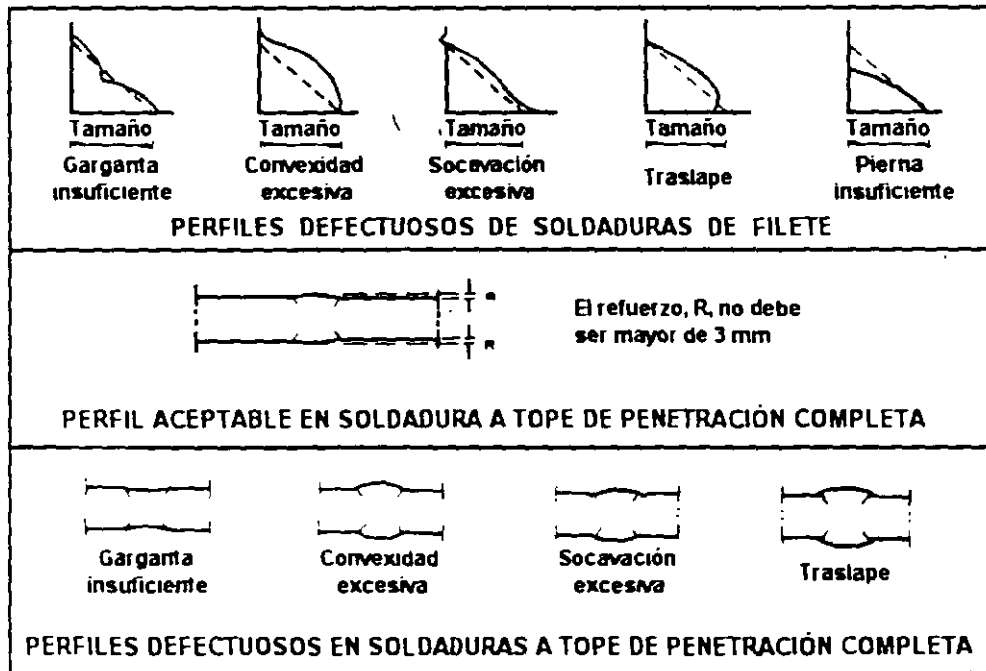 Tamaño Tamaño Tamaño Tamaño Tamaño
Garganta insuficiente
Convexidad excesiva
Socavación excesiva
Traslape
Pierna insuficiente
PERFILES DEFECTUOSOS DE SOLDADURAS DE FILETE
R
El refuerzo, R, no debe
ser mayor de 3 mm
R
PERFIL ACEPTABLE EN SOLDADURA A TOPE DE PENETRACIÓN COMPLETA
Garganta insuficiente
Convexidad excesiva
Socavación excesiva
Traslape
PERFILES DEFECTUOSOS EN SOLDADURAS A TOPE DE PENETRACIÓN COMPLETA